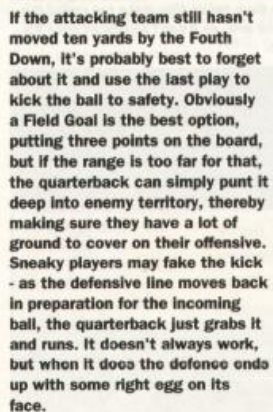 If the attacking team still hasn't
moved ten yards by the Fouth
Down, it's probably best to forget
about it and use the last play to
kick the ball to safety. Obviously
a Field Goal is the best option,
putting three points on the board,
but if the range is too far for that,
the quarterback can simply punt it
deep into enemy territory, thereby
making sure they have a lot of
ground to cover on their offensive.
Sneaky players may fake the kick
- as the defensive line moves back
in preparation for the incoming
ball, the quarterback just grabs it
and runs. It doesn't always work,
but when it does the defence ends
up with some right egg on its
face.